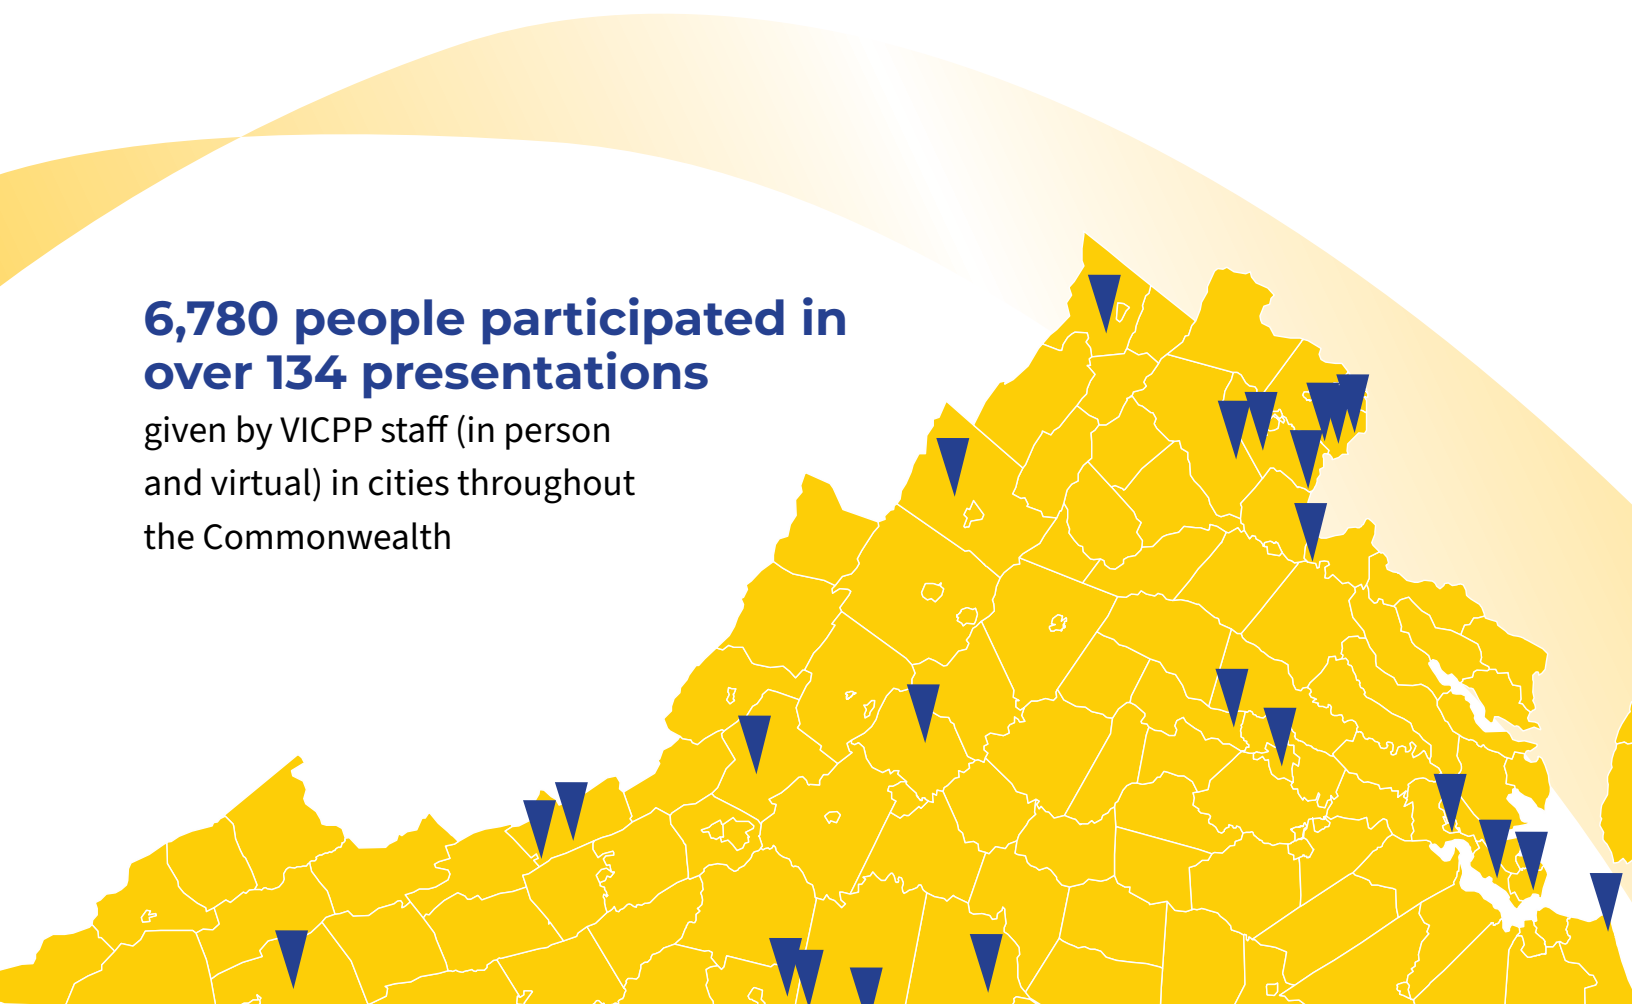 6,780 people participated in
over 134 presentations
given by VICPP staff (in person
and virtual) in cities throughout
the Commonwealth